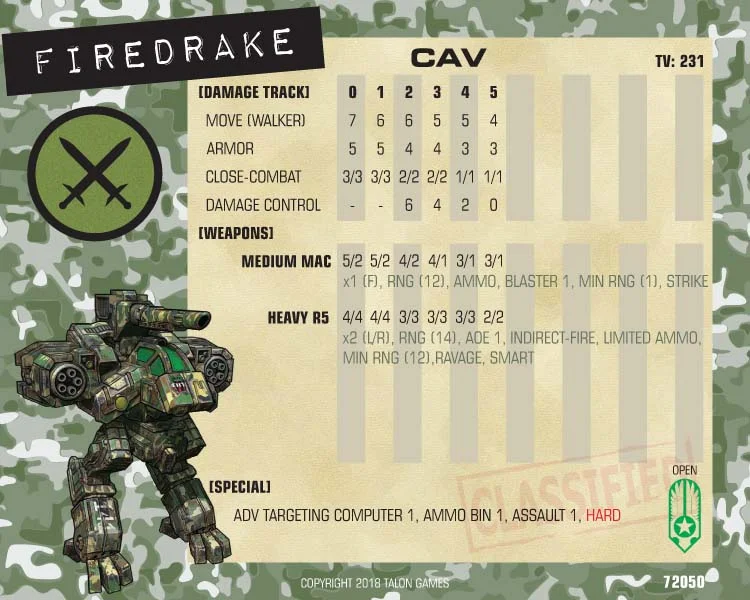 FIREDRAKE
CAV
TV: 231
[DAMAGE TRACK] 0 1 2 3 4 5
MOVE (WALKER) 7 6 6 5 5 4
ARMOR 5 5 4 4 3 3
CLOSE-COMBAT 3/3 3/3 2/2 2/2 1/1 1/1
DAMAGE CONTROL - - 6 4 2 0
[WEAPONS]
MEDIUM MAC 5/2 5/2 4/2 4/1 3/1 3/1
x1 (F), RNG (12), AMMO, BLASTER 1, MIN RNG (1), STRIKE
HEAVY R5 4/4 4/4 3/3 3/3 3/3 2/2
x2 (L/R), RNG (14), AOE 1, INDIRECT-FIRE, LIMITED AMMO,
MIN RNG (12),RAVAGE, SMART
CLASSIFIED
OPEN
[SPECIAL]
ADV TARGETING COMPUTER 1, AMMO BIN 1, ASSAULT 1, HARD
COPYRIGHT 2018 TALON GAMES
72050